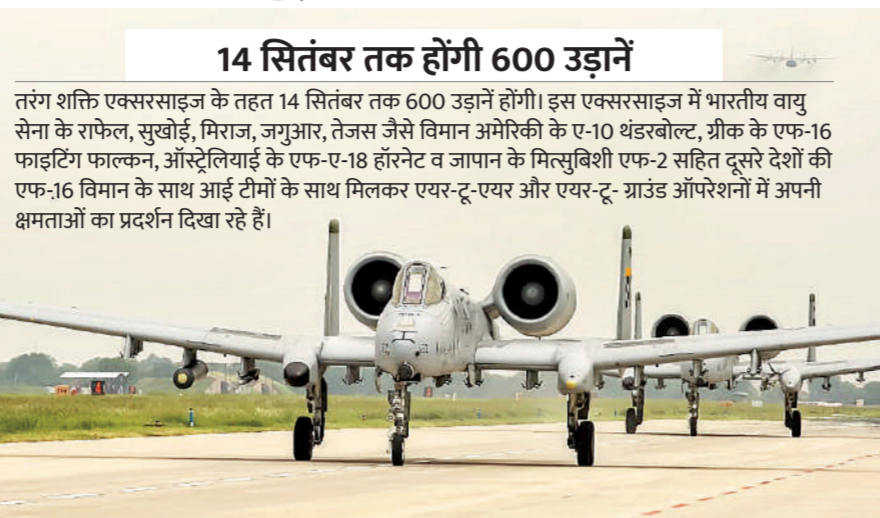 14 सितंबर तक होंगी 600 उड़ानें
तरंग शक्ति एक्सरसाइज के तहत 14 सितंबर तक 600 उड़ानें होंगी। इस एक्सरसाइज में भारतीय वायु
सेना के राफेल, सुखोई, मिराज, जगुआर, तेजस जैसे विमान अमेरिकी के ए-10 थंडरबोल्ट, ग्रीक के एफ-16
फाइटिंग फाल्कन, ऑस्ट्रेलियाई के एफ-ए-18 हॉरनेट व जापान के मित्सुबिशी एफ-2 सहित दूसरे देशों की
एफ-16 विमान के साथ आई टीमों के साथ मिलकर एयर-टू-एयर और एयर-टू- ग्राउंड ऑपरेशनों में अपनी
क्षमताओं का प्रदर्शन दिखा रहे हैं।